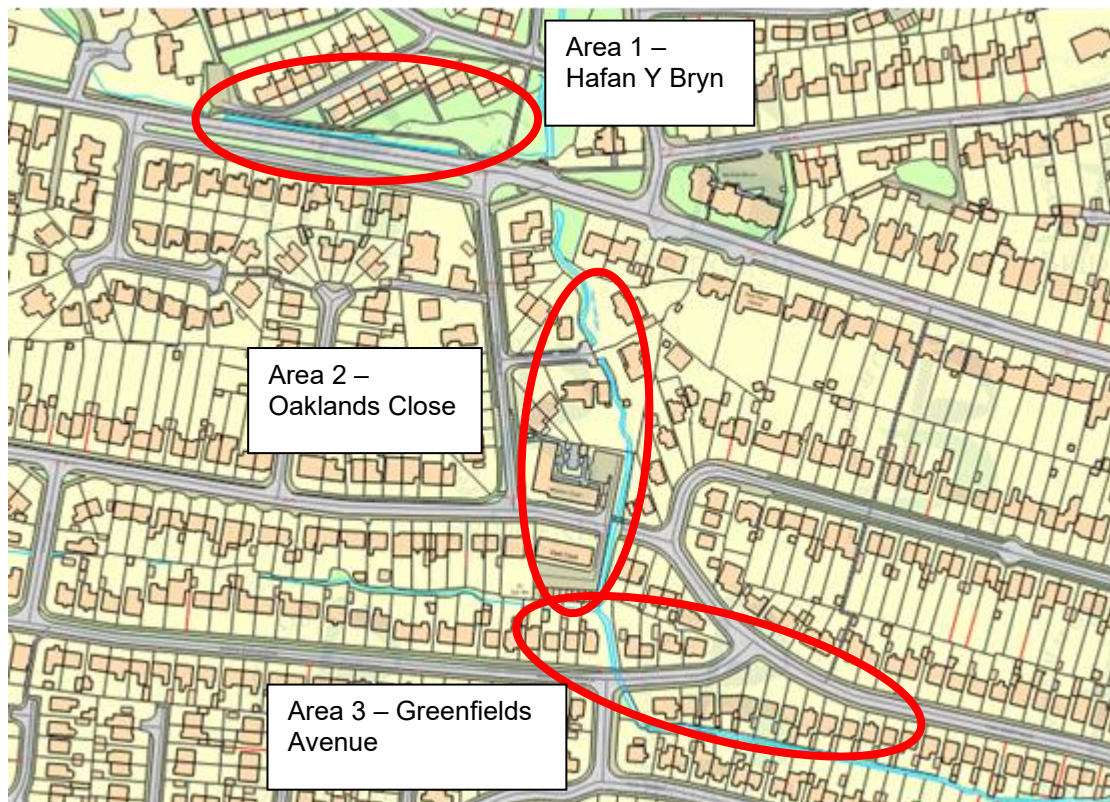 Area 1 –
Hafan Y Bryn
Area 2 –
Oaklands Close
Area 3 – Greenfields
Avenue